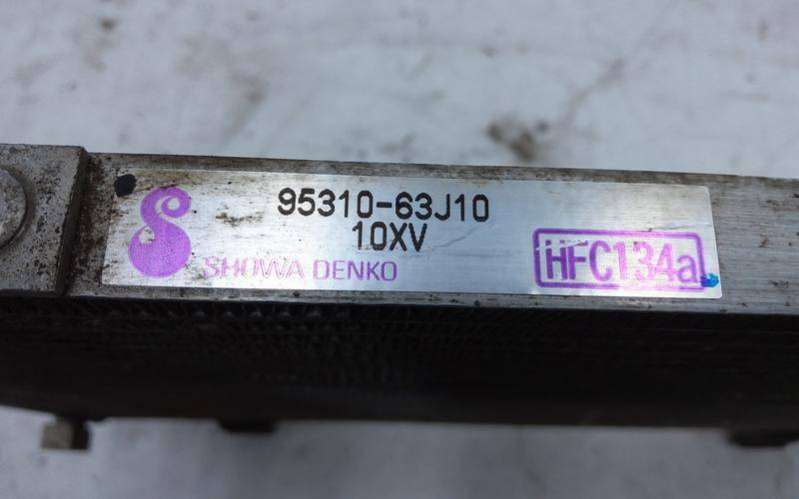 95310-63J10
10XV
SHOWA DENKO
HFC134a